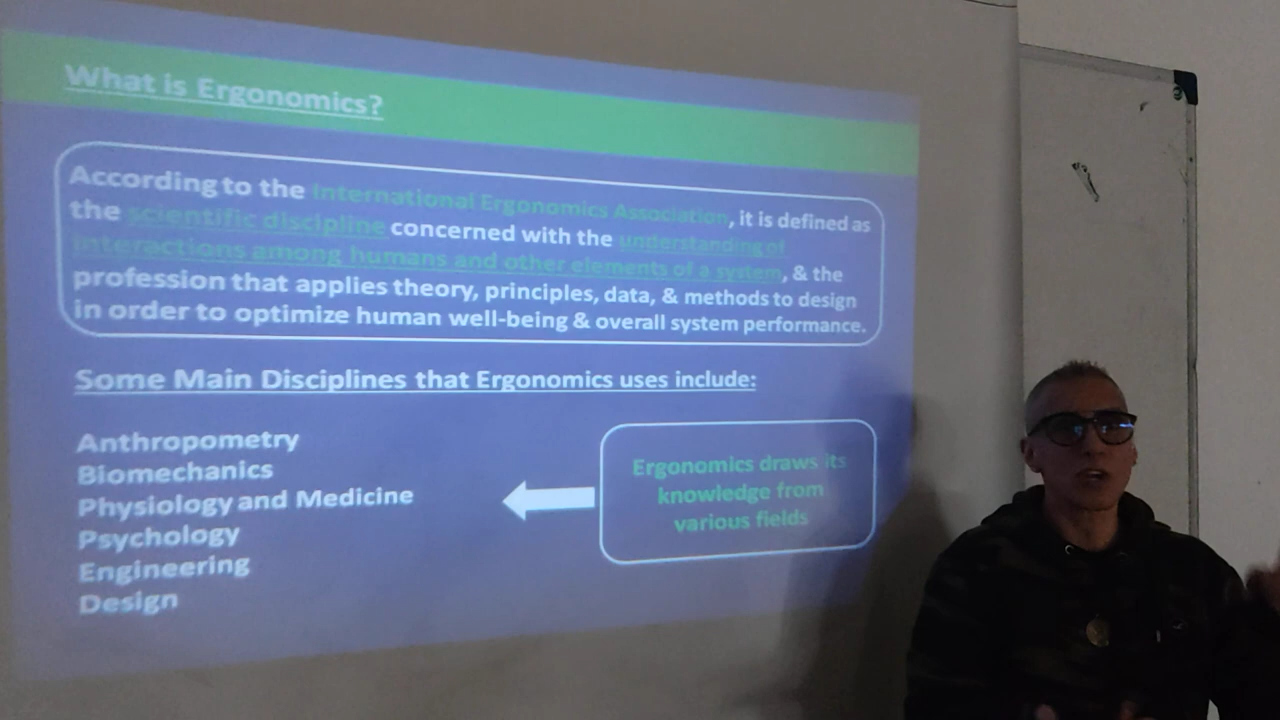 What is Ergonomics?
According to the International Ergonomics Association, it is defined as
the scientific discipline concerned with the understanding of
interactions among humans and other elements of a system, & the
profession that applies theory, principles, data, & methods to design
in order to optimize human well-being & overall system performance.
Some Main Disciplines that Ergonomics uses include:
Anthropometry
Biomechanics
Physiology and Medicine
Psychology
Engineering
Design
Ergonomics draws its
knowledge from
various fields